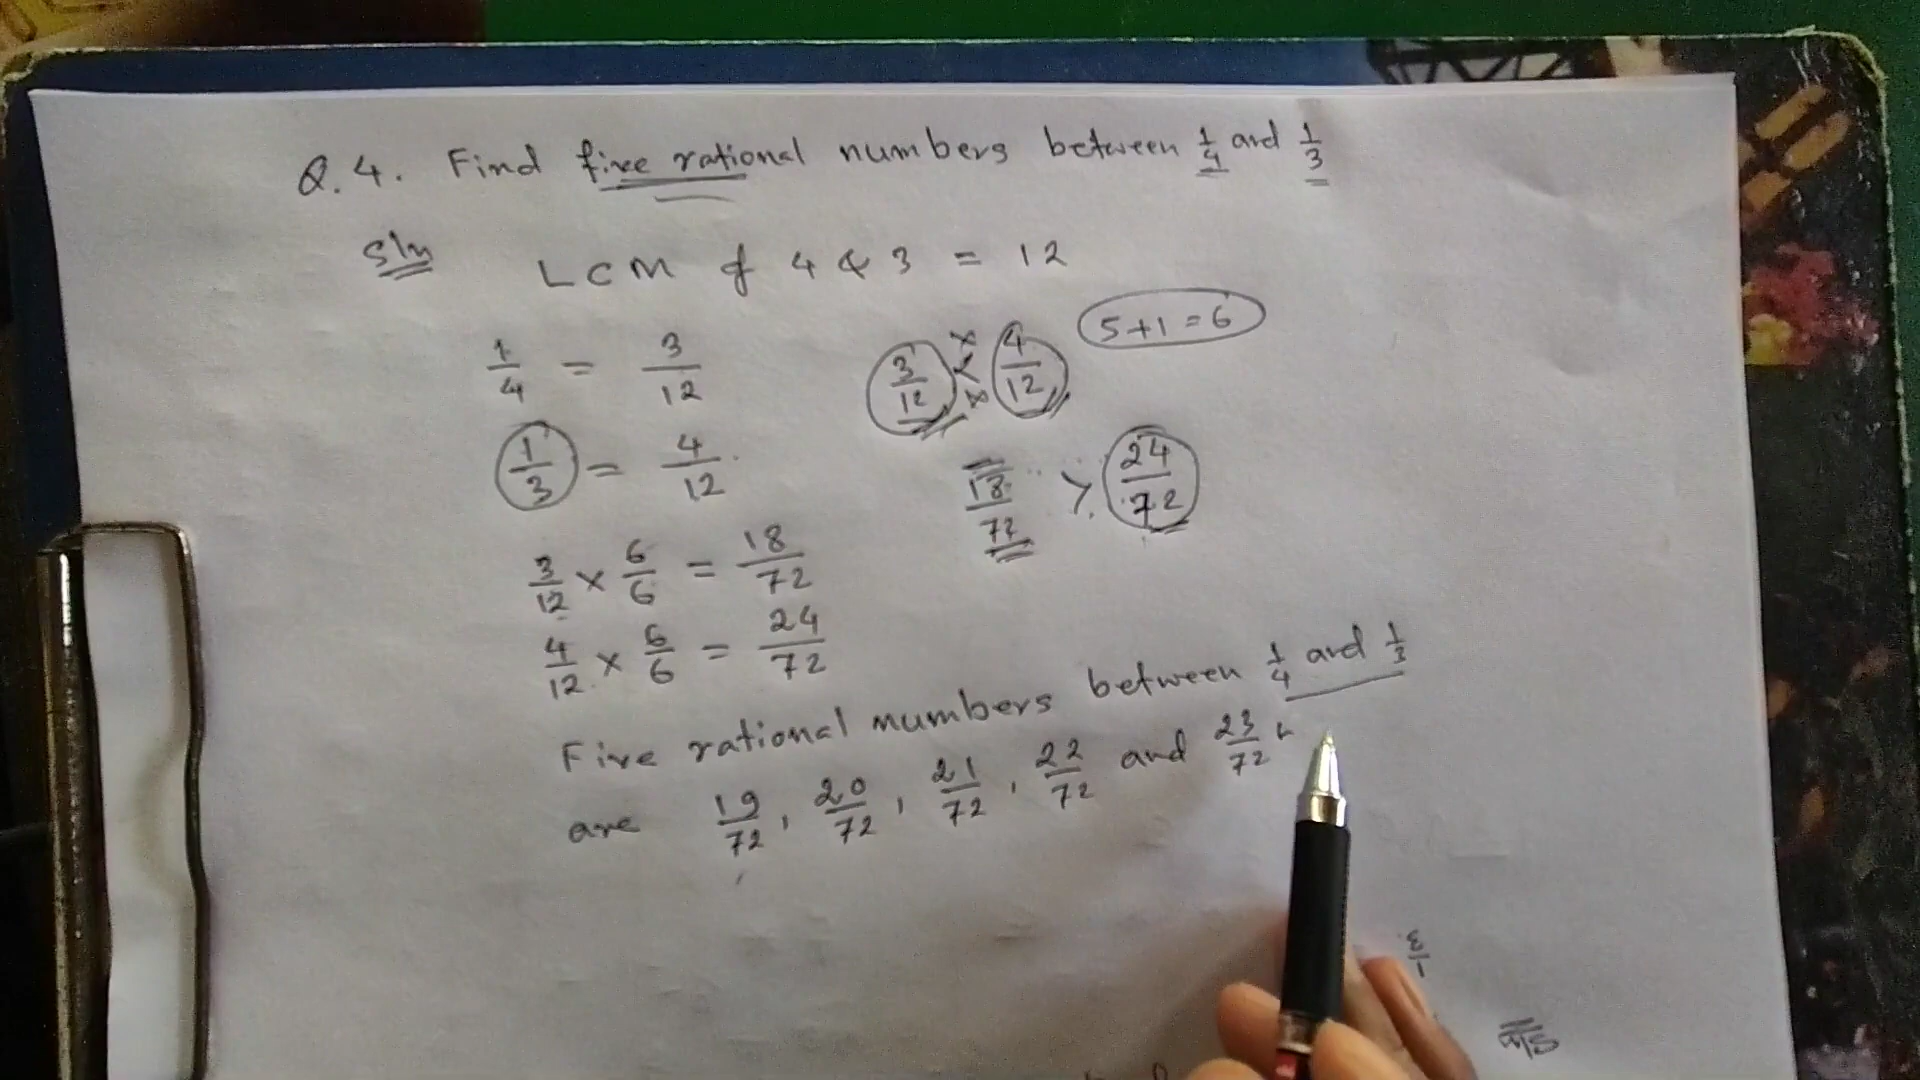 Q.4. Find five rational numbers between 1/4 and 1/3
Sln LCM of 4 & 3 = 12
5+1=6
1/4 = 3/12
3/12 < 4/12
1/3 = 4/12
18/72 > 24/72
3/12 × 6/6 = 18/72
4/12 × 6/6 = 24/72
Five rational numbers between 1/4 and 1/3
are 19/72, 20/72, 21/72, 22/72 and 23/72
1/3